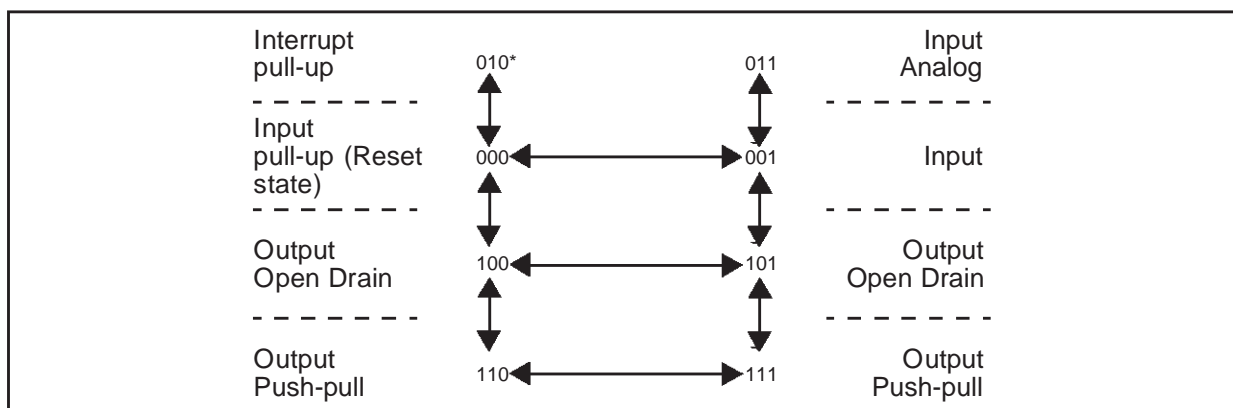 Interrupt
pull-up
010*
011
Input
Analog
Input
pull-up (Reset
state)
000
001
Input
Output
Open Drain
100
101
Output
Open Drain
Output
Push-pull
110
111
Output
Push-pull